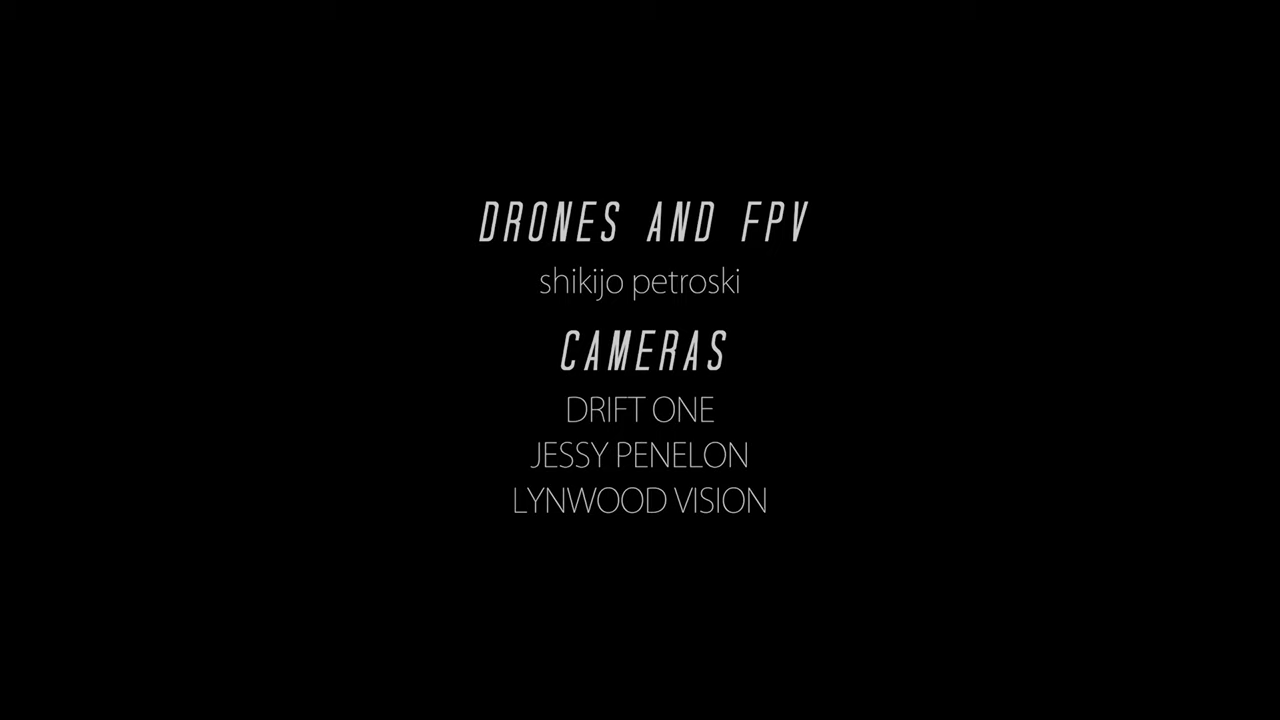 DRONES AND FPV
shikijo petroski
CAMERAS
DRIFT ONE
JESSY PENELON
LYNWOOD VISION